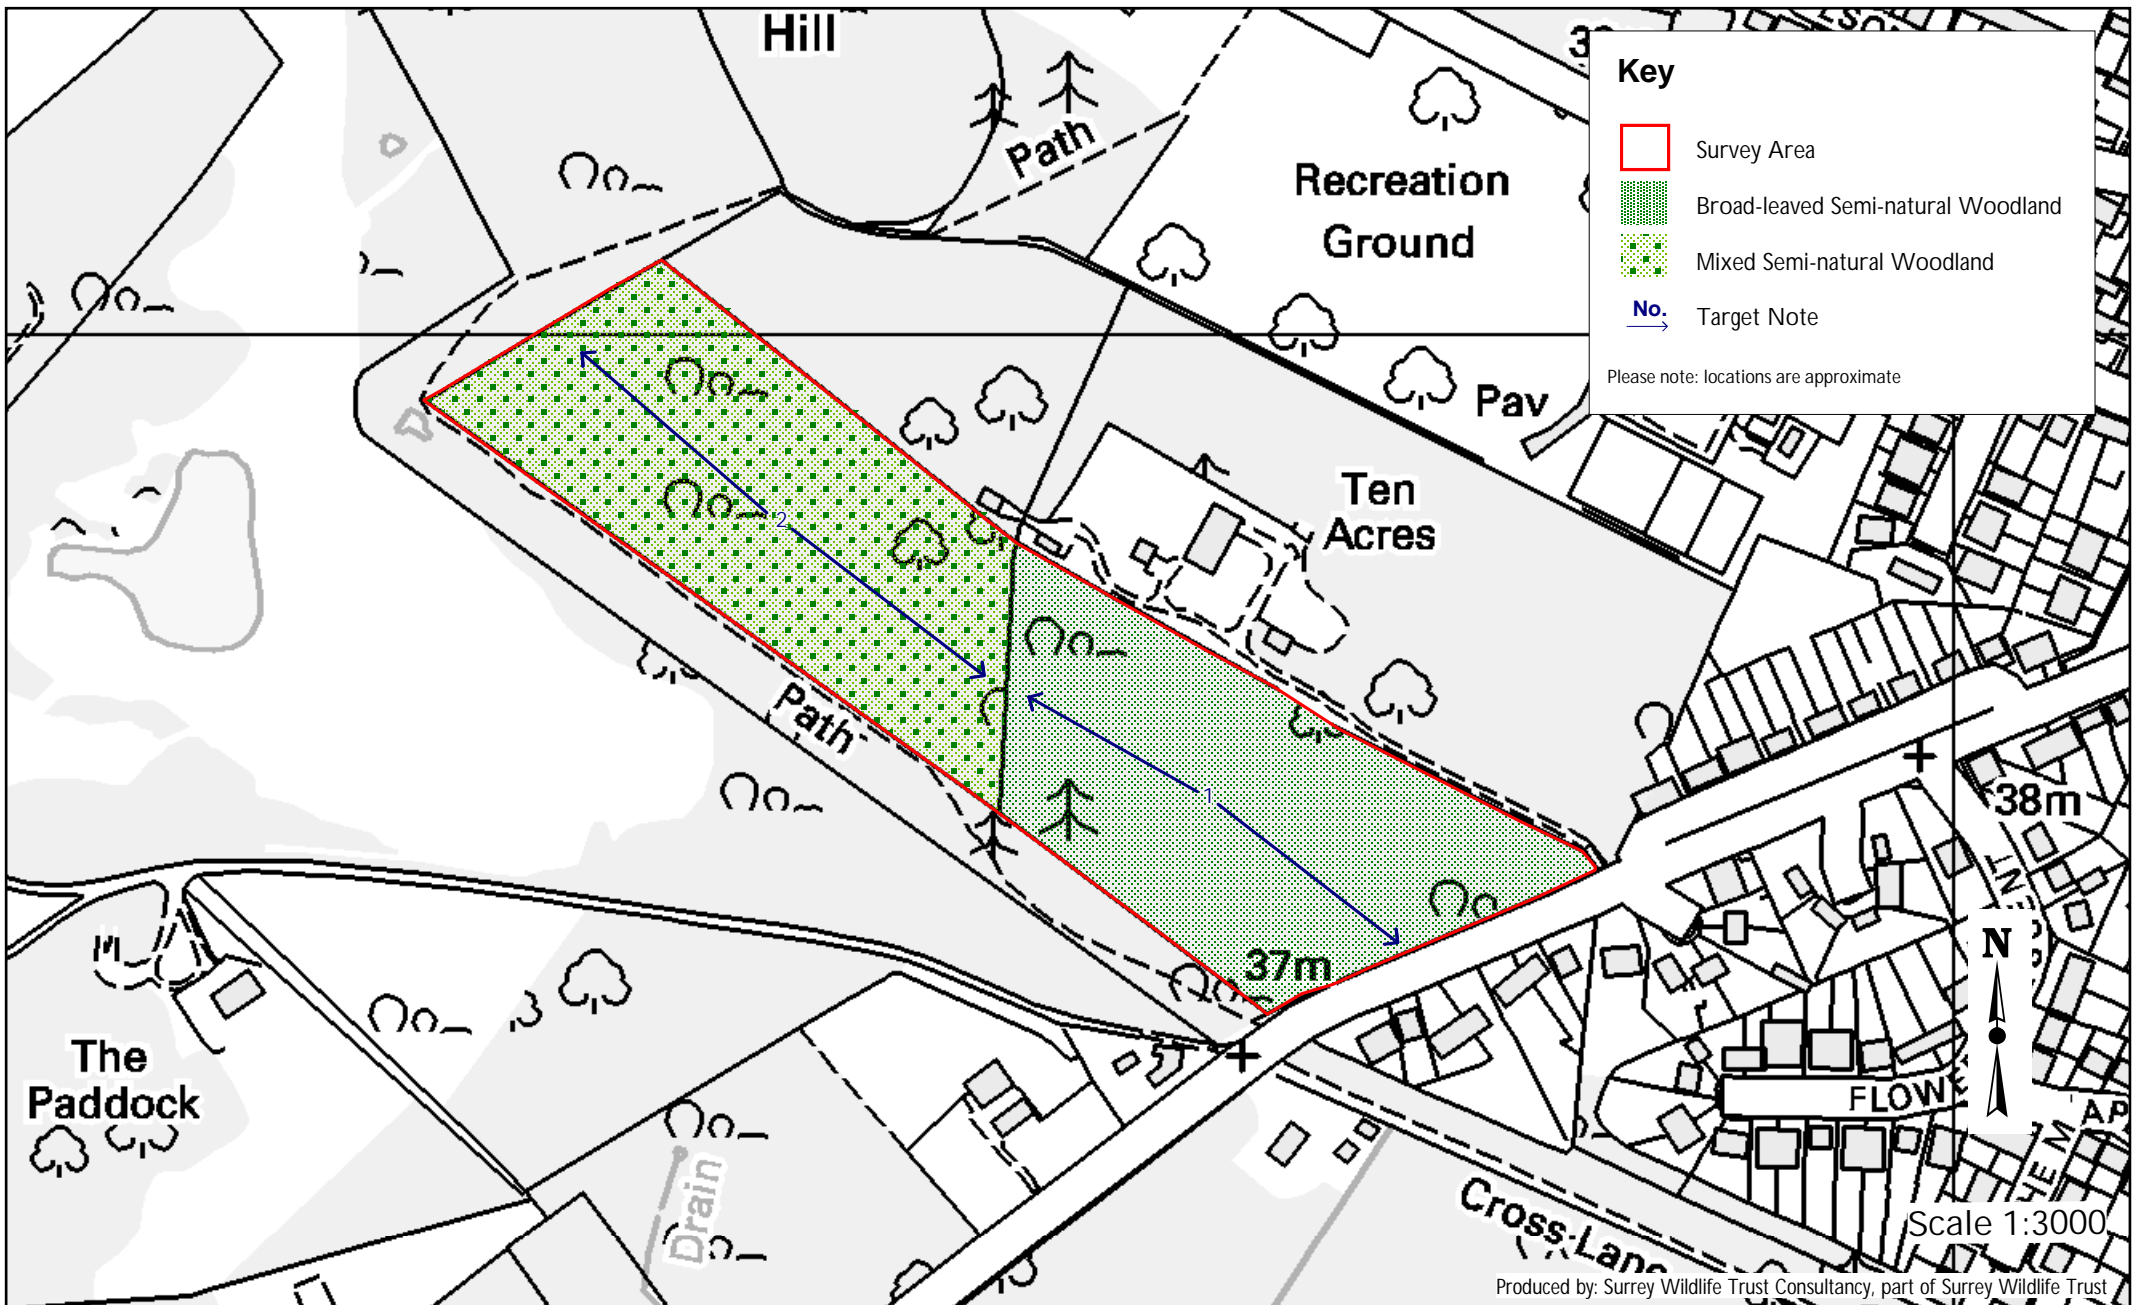 Hill
Path
Recreation
Ground
Key
Survey Area
Broad-leaved Semi-natural Woodland
Mixed Semi-natural Woodland
No.
Target Note
Please note: locations are approximate
Pav
Ten
Acres
2
Path
1
38m
37m
N
The
Paddock
Drain
Cross Lane
FLOWE
AP
Scale 1:3000
Produced by: Surrey Wildlife Trust Consultancy, part of Surrey Wildlife Trust